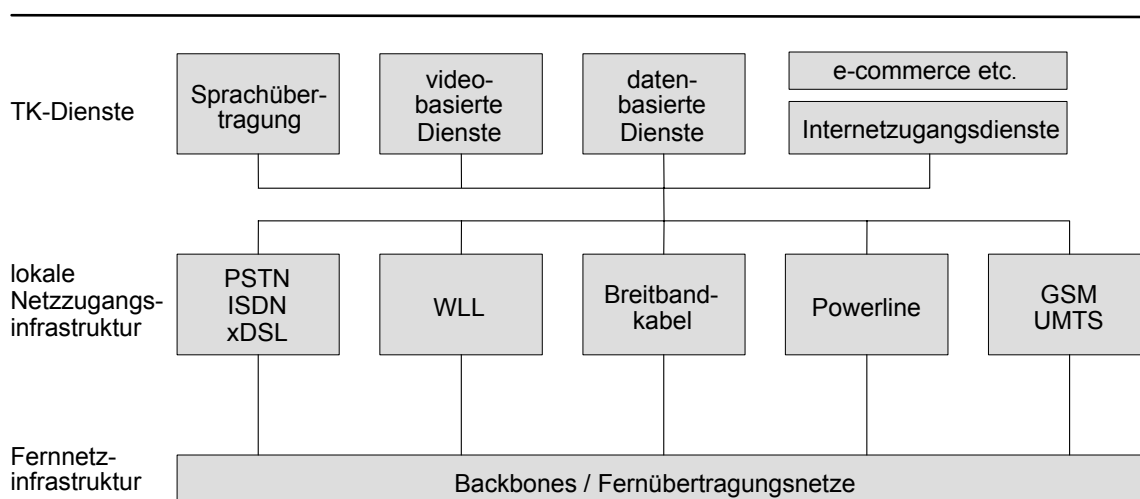 TK-Dienste
Sprachüber-
tragung
video-
basierte
Dienste
daten-
basierte
Dienste
e-commerce etc.
Internetzugangsdienste
lokale
Netzzugangs-
infrastruktur
PSTN
ISDN
xDSL
WLL
Breitband-
kabel
Powerline
GSM
UMTS
Fernnetz-
infrastruktur
Backbones / Fernübertragungsnetze